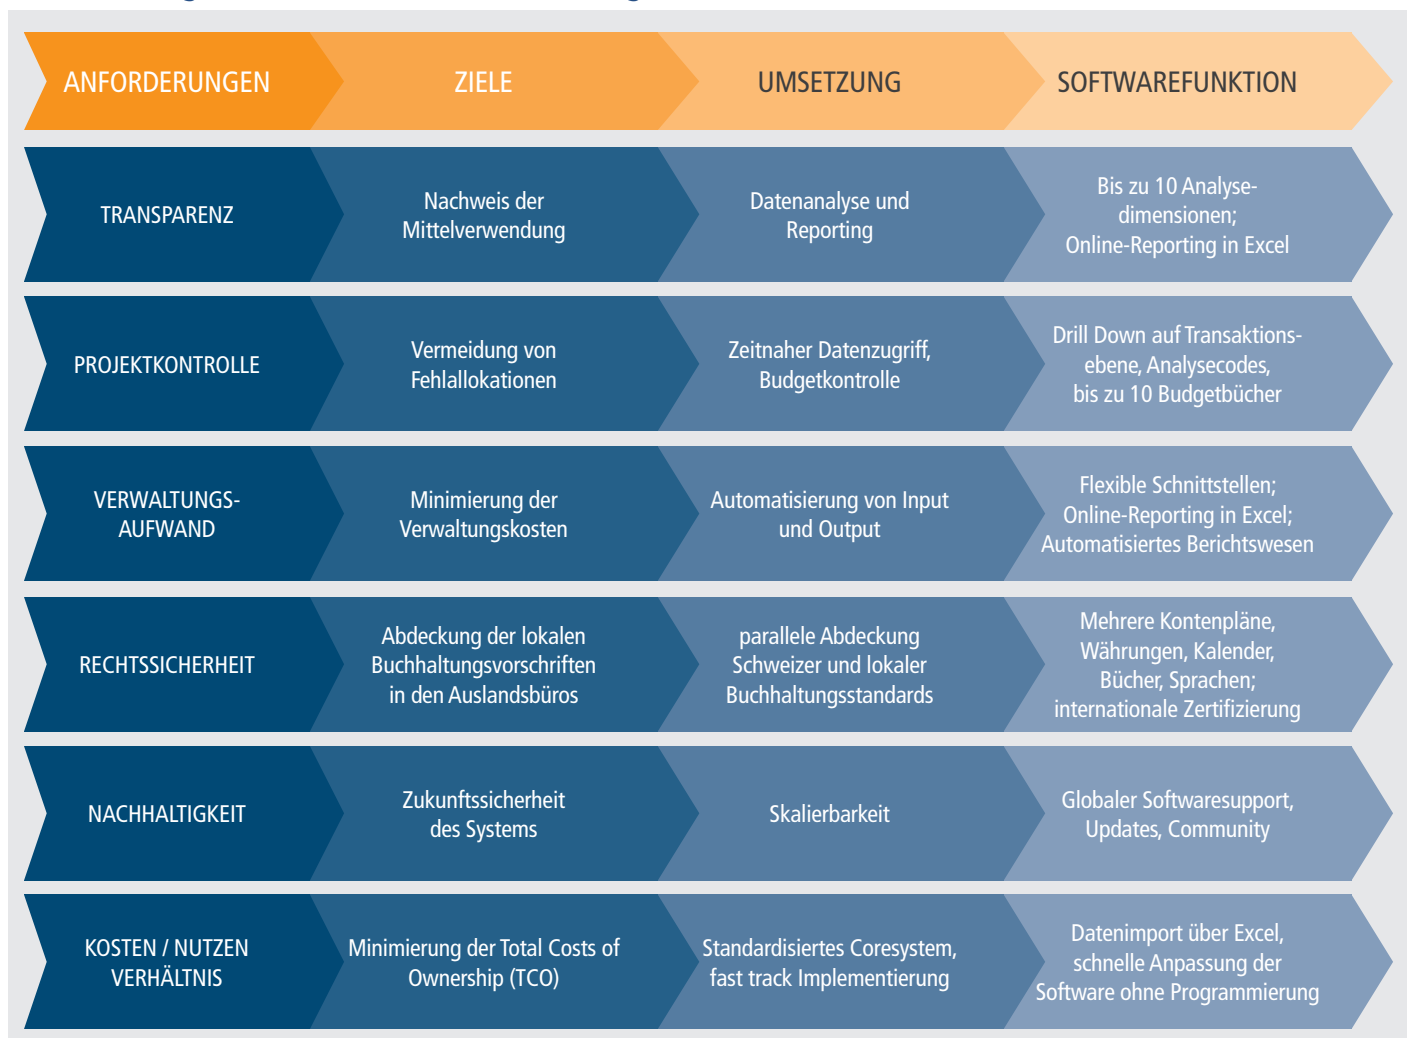 ANFORDERUNGEN
ZIELE
UMSETZUNG
SOFTWAREFUNKTION
TRANSPARENZ
Nachweis der
Mittelverwendung
Datenanalyse und
Reporting
Bis zu 10 Analyse-
dimensionen;
Online-Reporting in Excel
PROJEKTKONTROLLE
Vermeidung von
Fehlallokationen
Zeitnaher Datenzugriff,
Budgetkontrolle
Drill Down auf Transaktions-
ebene, Analysecodes,
bis zu 10 Budgetbücher
VERWALTUNGS-
AUFWAND
Minimierung der
Verwaltungskosten
Automatisierung von Input
und Output
Flexible Schnittstellen;
Online-Reporting in Excel;
Automatisiertes Berichtswesen
RECHTSSICHERHEIT
Abdeckung der lokalen
Buchhaltungsvorschriften
in den Auslandsbüros
parallele Abdeckung
Schweizer und lokaler
Buchhaltungsstandards
Mehrere Kontenpläne,
Währungen, Kalender,
Bücher, Sprachen;
internationale Zertifizierung
NACHHALTIGKEIT
Zukunftssicherheit
des Systems
Skalierbarkeit
Globaler Softwaresupport,
Updates, Community
KOSTEN / NUTZEN
VERHÄLTNIS
Minimierung der Total Costs of
Ownership (TCO)
Standardisiertes Coresystem,
fast track Implementierung
Datenimport über Excel,
schnelle Anpassung der
Software ohne Programmierung